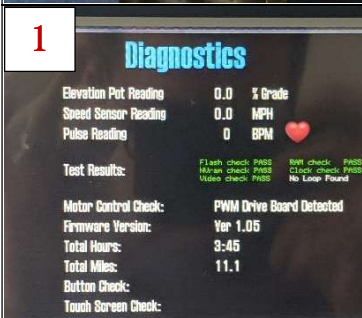 1
Diagnostics
Elevation Pot Reading 0.0 % Grade
Speed Sensor Reading 0.0 MPH
Pulse Reading 0 BPM
Test Results: Flash check PASS RAM check PASS
NVram check PASS Clock check PASS
Video check PASS No Loop Found
Motor Control Check: PWM Drive Board Detected
Firmware Version: Ver 1.05
Total Hours: 3:45
Total Miles: 11.1
Button Check:
Touch Screen Check: